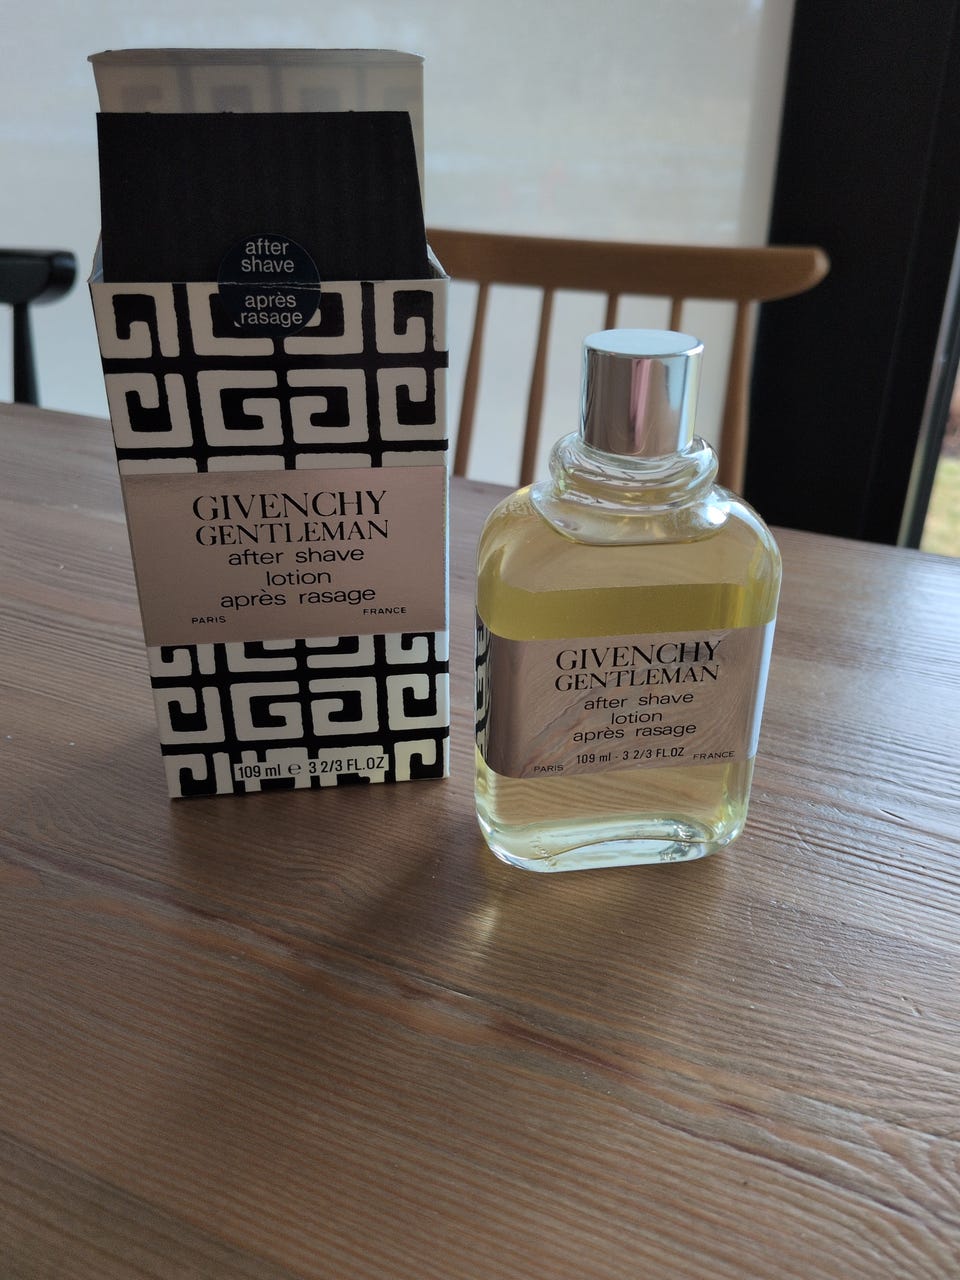 after
shave
après
rasage
GIVENCHY
GENTLEMAN
after shave
lotion
après rasage
PARIS FRANCE
109 ml ℮ 3 2/3 FL.OZ
GIVENCHY
GENTLEMAN
after shave
lotion
après rasage
PARIS 109 ml - 3 2/3 FL.OZ FRANCE